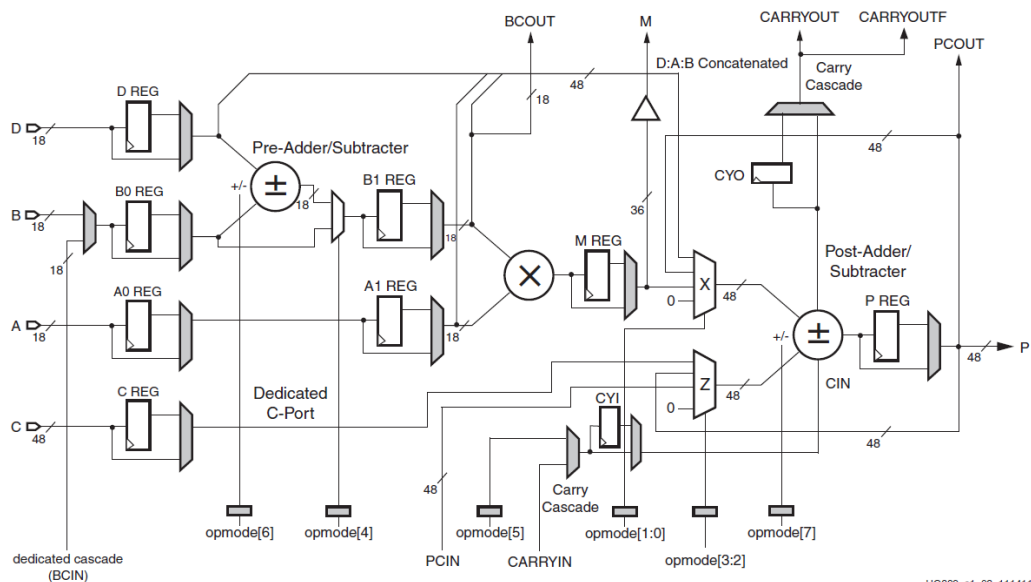 CARRYOUT
CARRYOUTF
BCOUT
M
PCOUT
D:A:B Concatenated
48
18
Carry
Cascade
D REG
D
18
Pre-Adder/Subtracter
48
+/-
±
18
B1 REG
CYO
B0 REG
B
18
18
18
36
M REG
Post-Adder/
Subtracter
×
X
48
0
P REG
A0 REG
A1 REG
A
18
18
+/-
±
48
P
CIN
C REG
Dedicated
C-Port
Z
48
0
CYI
C
48
48
48
Carry
Cascade
opmode[6]
opmode[4]
opmode[5]
opmode[1:0]
opmode[7]
PCIN
CARRYIN
opmode[3:2]
dedicated cascade
(BCIN)